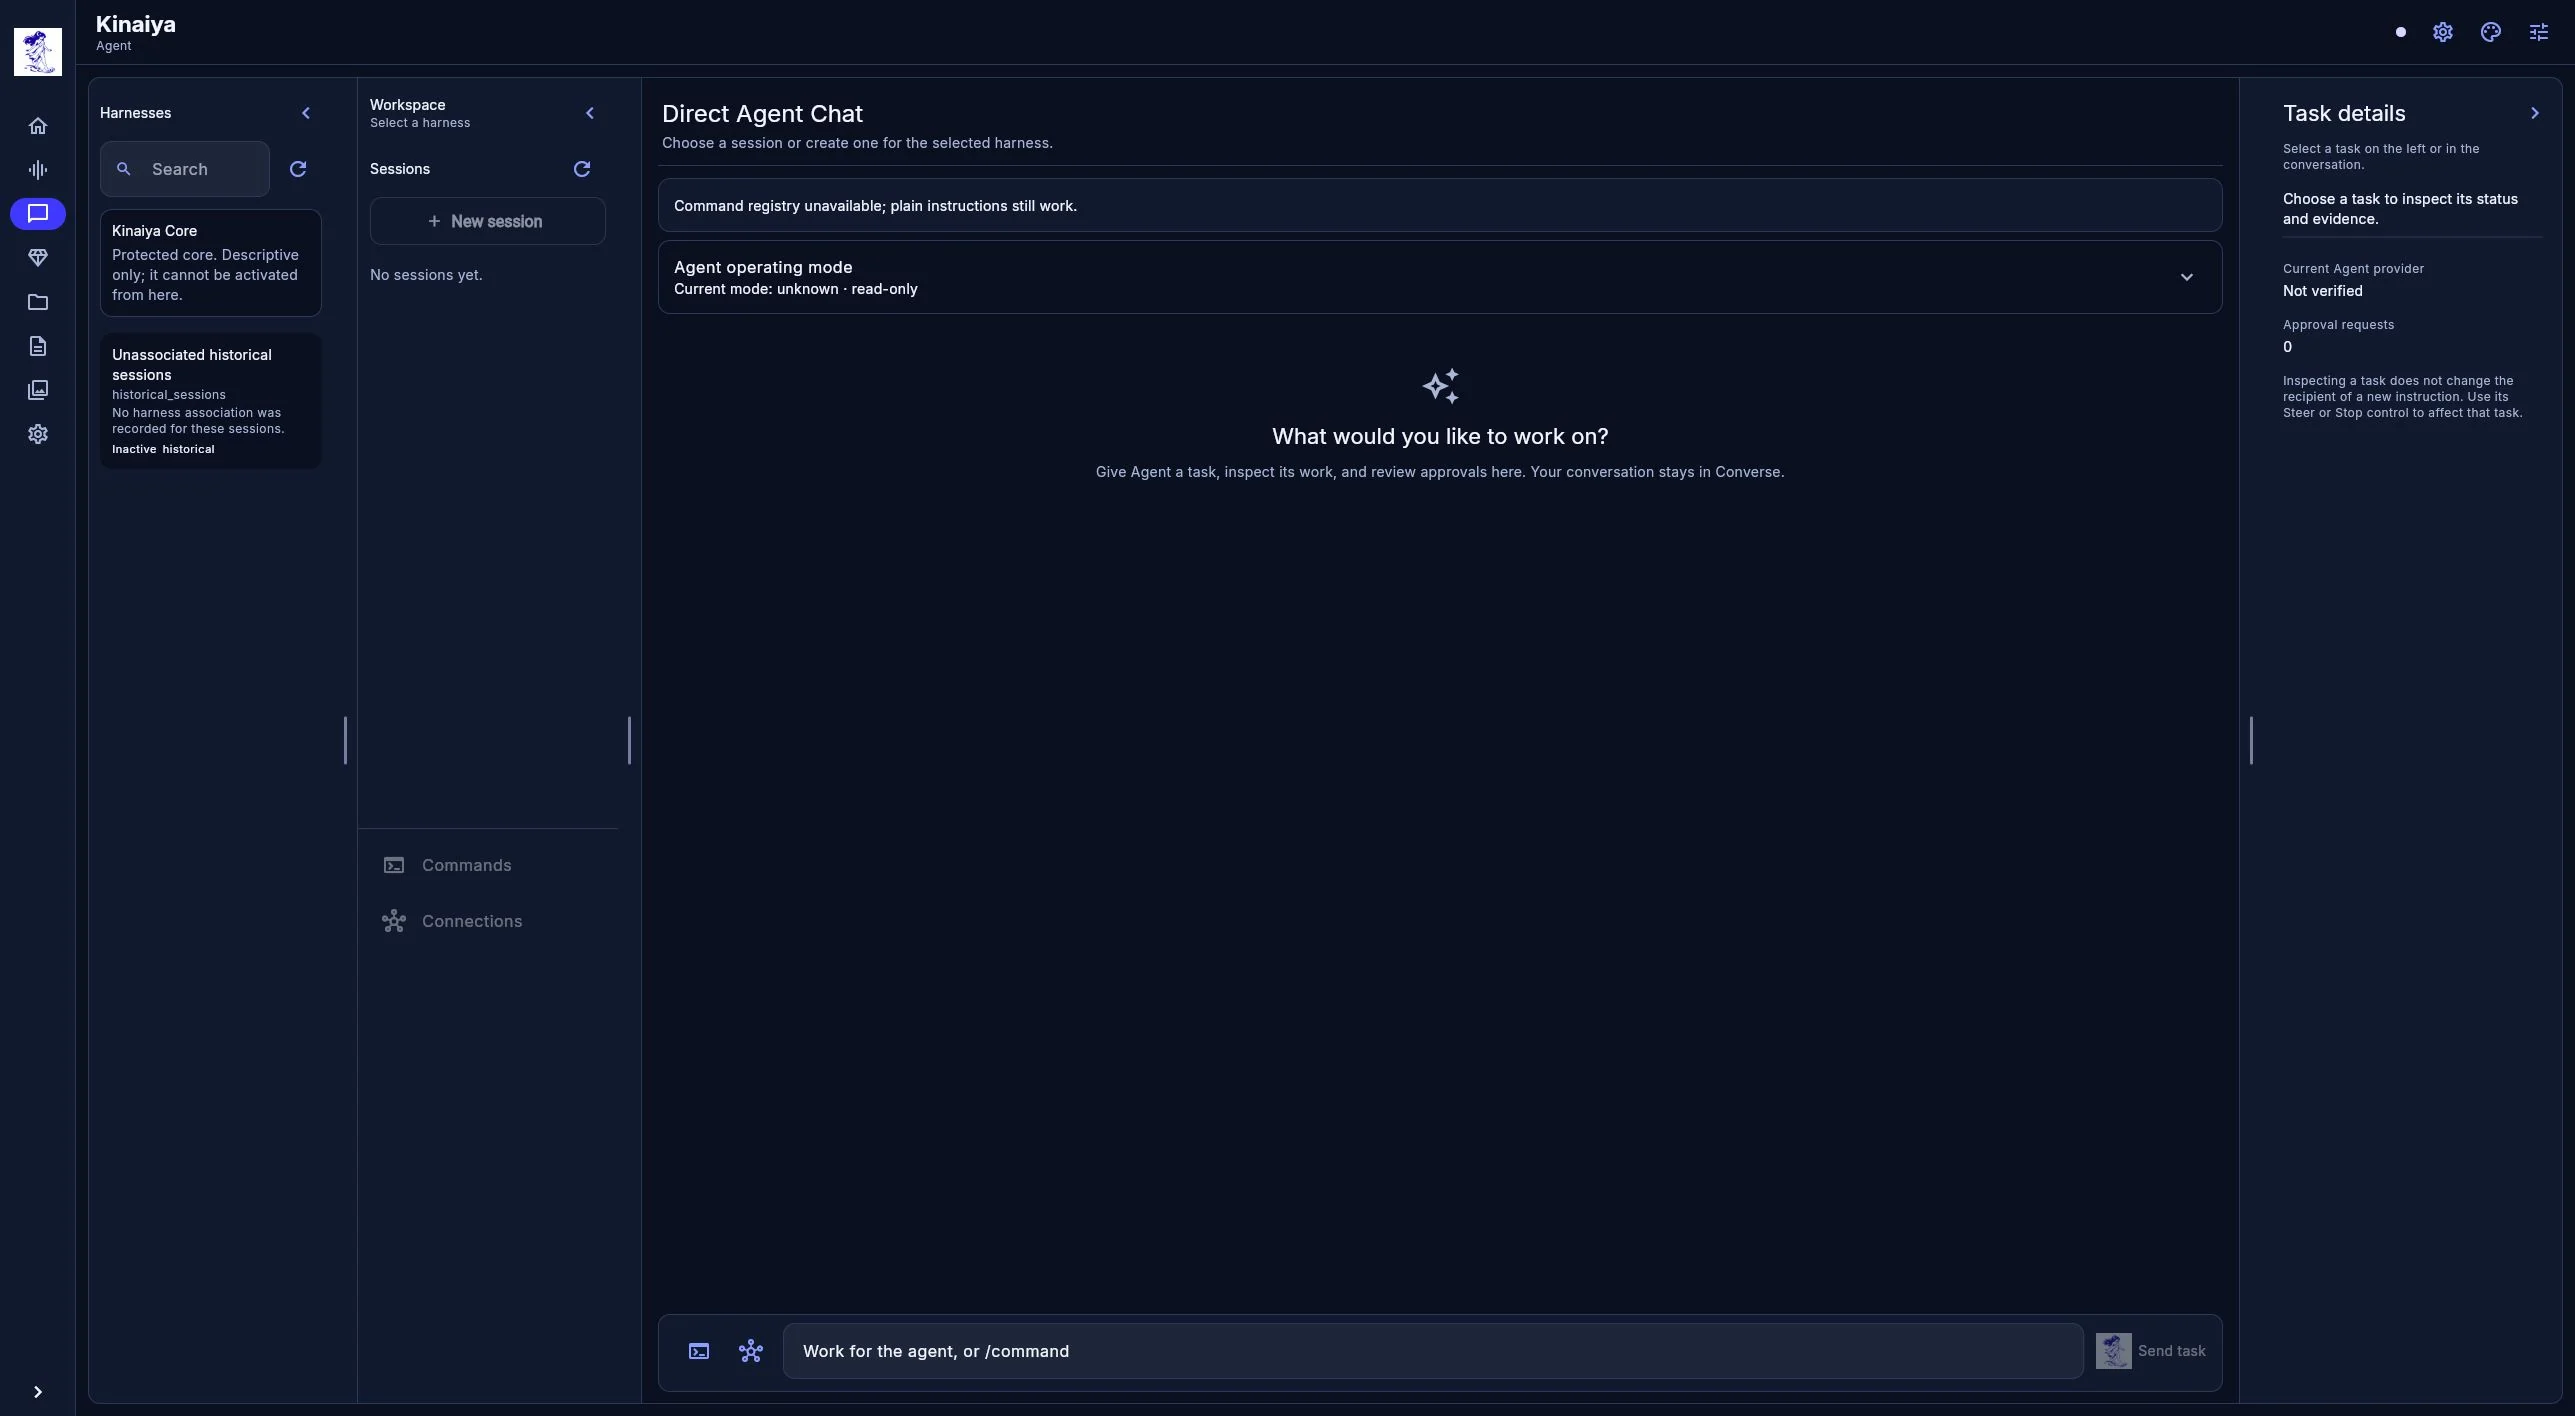 Kinaiya
Agent
Harnesses
Search
Kinaiya Core
Protected core. Descriptive
only; it cannot be activated
from here.
Unassociated historical
sessions
historical_sessions
No harness association was
recorded for these sessions.
Inactive historical
Workspace
Select a harness
Sessions
+ New session
No sessions yet.
Commands
Connections
Direct Agent Chat
Choose a session or create one for the selected harness.
Command registry unavailable; plain instructions still work.
Agent operating mode
Current mode: unknown · read-only
What would you like to work on?
Give Agent a task, inspect its work, and review approvals here. Your conversation stays in Converse.
Work for the agent, or /command
Send task
Task details
Select a task on the left or in the
conversation.
Choose a task to inspect its status
and evidence.
Current Agent provider
Not verified
Approval requests
0
Inspecting a task does not change the
recipient of a new instruction. Use its
Steer or Stop control to affect that task.